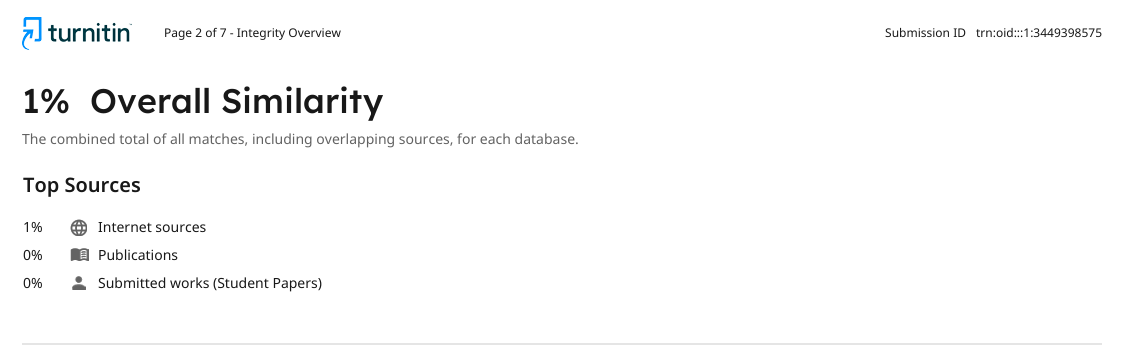 turnitin Page 2 of 7 - Integrity Overview Submission ID trn:oid:::1:3449398575
1% Overall Similarity
The combined total of all matches, including overlapping sources, for each database.
Top Sources
1% Internet sources
0% Publications
0% Submitted works (Student Papers)